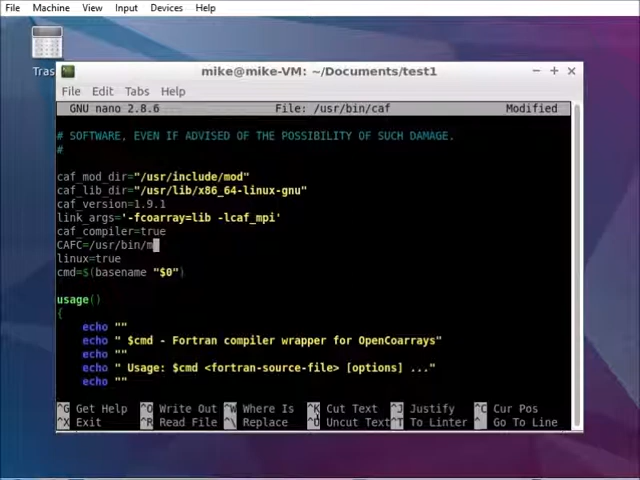 File Machine View Input Devices Help
Tras
mike@mike-VM: ~/Documents/test1
File Edit Tabs Help
GNU nano 2.8.6 File: /usr/bin/caf Modified
# SOFTWARE, EVEN IF ADVISED OF THE POSSIBILITY OF SUCH DAMAGE.
#
caf_mod_dir="/usr/include/mod"
caf_lib_dir="/usr/lib/x86_64-linux-gnu"
caf_version=1.9.1
link_args='-fcoarray=lib -lcaf_mpi'
caf_compiler=true
CAFC=/usr/bin/m
linux=true
cmd=$(basename "$0")
usage()
{
echo ""
echo " $cmd - Fortran compiler wrapper for OpenCoarrays"
echo ""
echo " Usage: $cmd <fortran-source-file> [options] ..."
echo ""
^G Get Help ^O Write Out ^W Where Is ^K Cut Text ^J Justify ^C Cur Pos
^X Exit ^R Read File ^\ Replace ^U Uncut Text ^T To Linter ^_ Go To Line